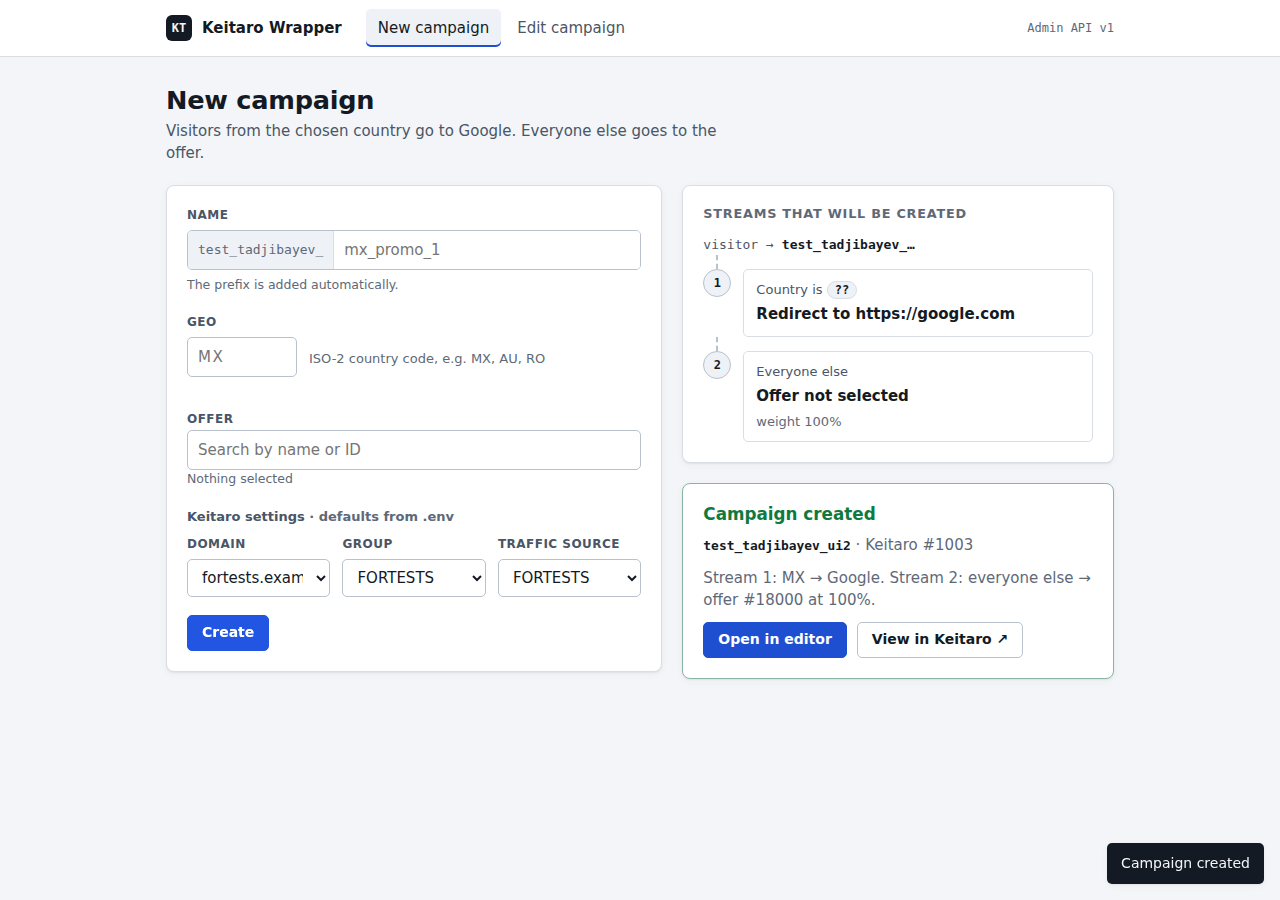 KT Keitaro Wrapper New campaign Edit campaign Admin API v1
New campaign
Visitors from the chosen country go to Google. Everyone else goes to the
offer.
NAME
test_tadjibayev_ mx_promo_1
The prefix is added automatically.
GEO
MX ISO-2 country code, e.g. MX, AU, RO
OFFER
Search by name or ID
Nothing selected
Keitaro settings · defaults from .env
DOMAIN GROUP TRAFFIC SOURCE
fortests.exam FORTESTS FORTESTS
Create
STREAMS THAT WILL BE CREATED
visitor → test_tadjibayev_…
1 Country is ??
Redirect to https://google.com
2 Everyone else
Offer not selected
weight 100%
Campaign created
test_tadjibayev_ui2 · Keitaro #1003
Stream 1: MX → Google. Stream 2: everyone else →
offer #18000 at 100%.
Open in editor View in Keitaro ↗
Campaign created